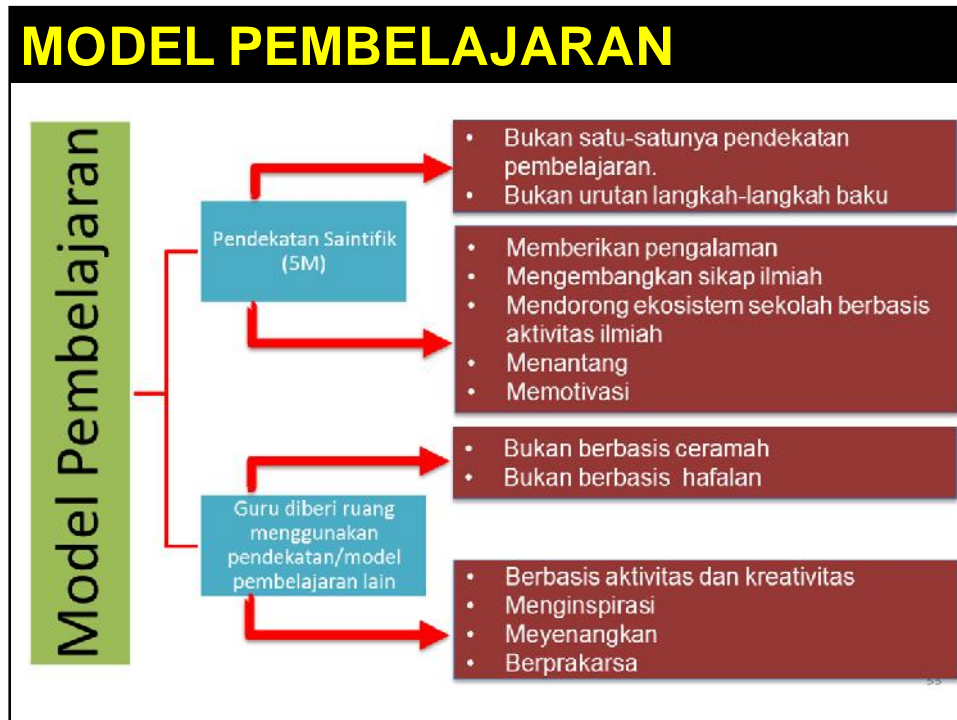 MODEL PEMBELAJARAN
Model Pembelajaran
Pendekatan Saintifik
(5M)
• Bukan satu-satunya pendekatan
pembelajaran.
• Bukan urutan langkah-langkah baku
• Memberikan pengalaman
• Mengembangkan sikap ilmiah
• Mendorong ekosistem sekolah berbasis
aktivitas ilmiah
• Menantang
• Memotivasi
Guru diberi ruang
menggunakan
pendekatan/model
pembelajaran lain
• Bukan berbasis ceramah
• Bukan berbasis hafalan
• Berbasis aktivitas dan kreativitas
• Menginspirasi
• Meyenangkan
• Berprakarsa